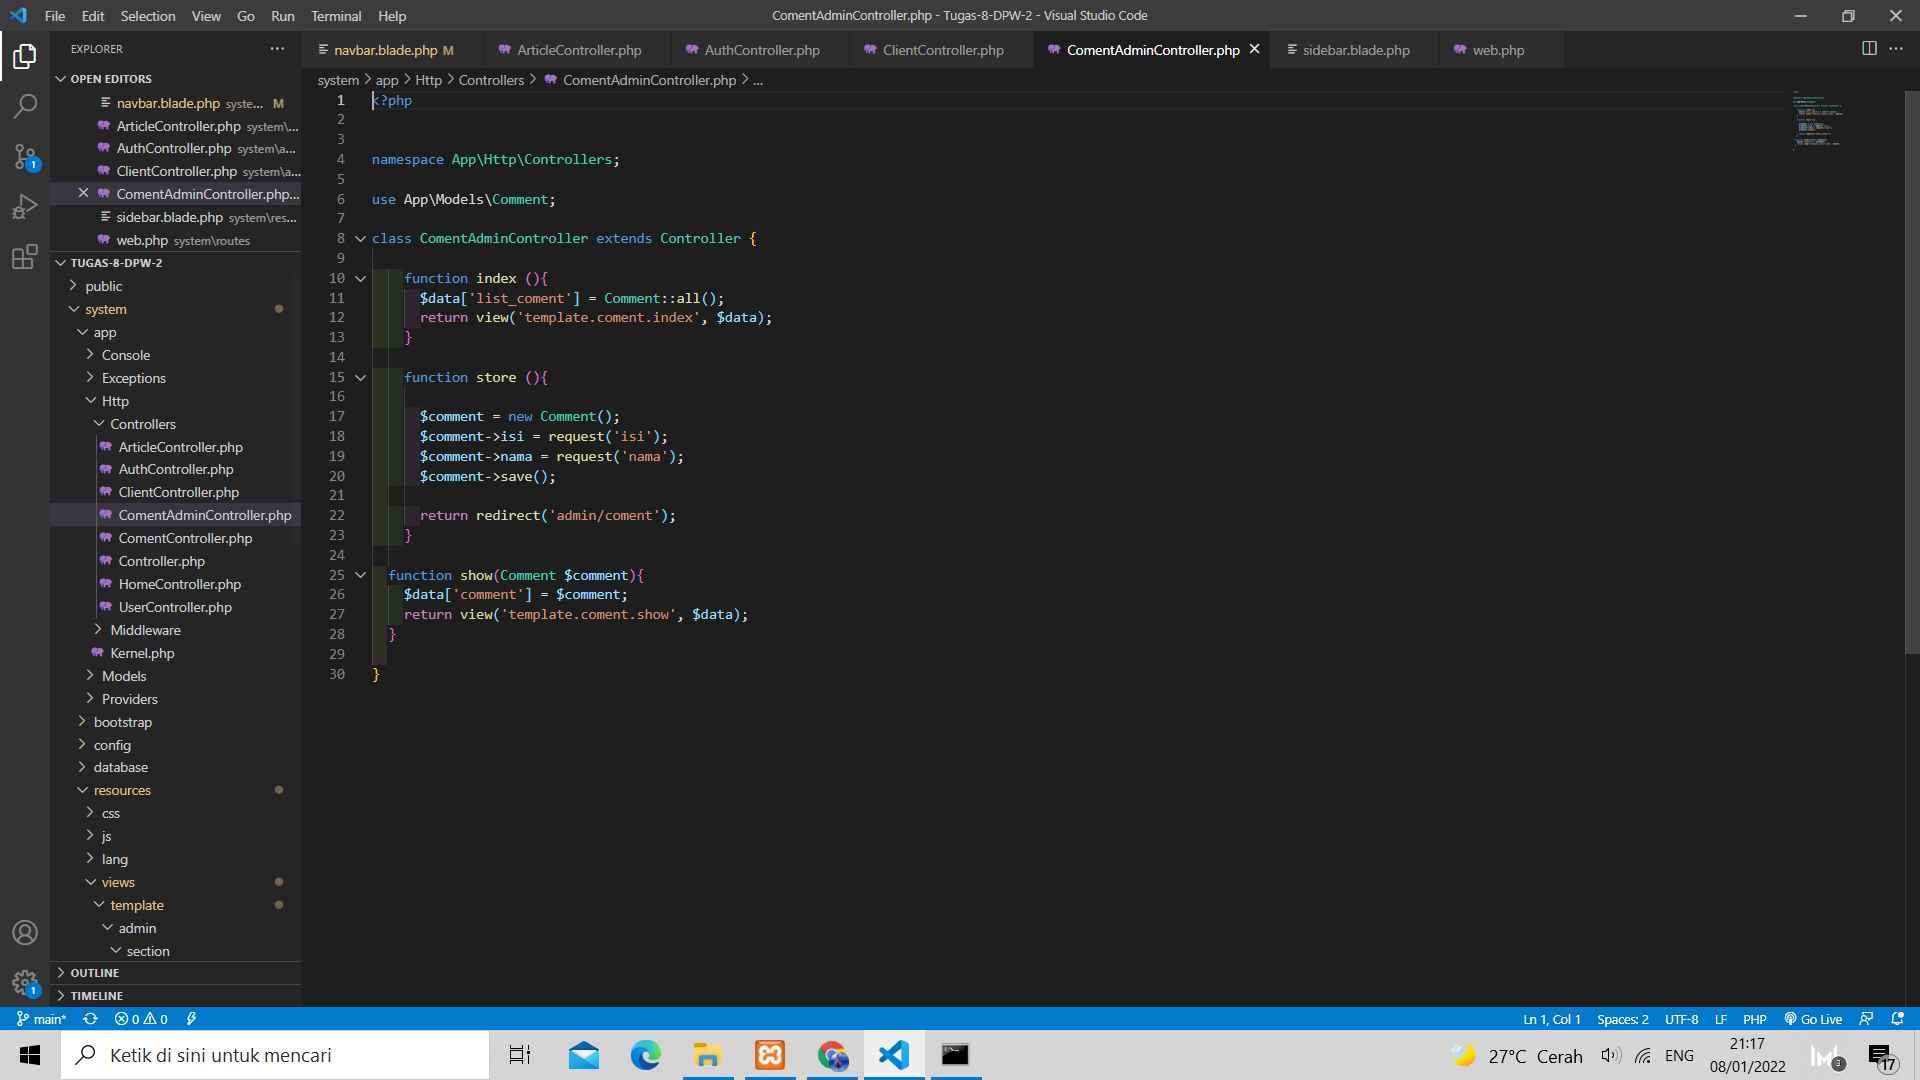 File Edit Selection View Go Run Terminal Help
ComentAdminController.php - Tugas-8-DPW-2 - Visual Studio Code
EXPLORER
OPEN EDITORS
navbar.blade.php syste... M
ArticleController.php system\...
AuthController.php system\a...
ClientController.php system\a...
ComentAdminController.php...
sidebar.blade.php system\res...
web.php system\routes
TUGAS-8-DPW-2
public
system
app
Console
Exceptions
Http
Controllers
ArticleController.php
AuthController.php
ClientController.php
ComentAdminController.php
ComentController.php
Controller.php
HomeController.php
UserController.php
Middleware
Kernel.php
Models
Providers
bootstrap
config
database
resources
css
js
lang
views
template
admin
section
OUTLINE
TIMELINE
1
1
navbar.blade.php M
ArticleController.php
AuthController.php
ClientController.php
ComentAdminController.php
sidebar.blade.php
web.php
system > app > Http > Controllers > ComentAdminController.php > ...
1 <?php
2
3
4 namespace App\Http\Controllers;
5
6 use App\Models\Comment;
7
8 class ComentAdminController extends Controller {
9
10 function index (){
11 $data['list_coment'] = Comment::all();
12 return view('template.coment.index', $data);
13 }
14
15 function store (){
16
17 $comment = new Comment();
18 $comment->isi = request('isi');
19 $comment->nama = request('nama');
20 $comment->save();
21
22 return redirect('admin/coment');
23 }
24
25 function show(Comment $comment){
26 $data['comment'] = $comment;
27 return view('template.coment.show', $data);
28 }
29
30 }
main* 0 0
Ln 1, Col 1 Spaces: 2 UTF-8 LF PHP Go Live
Ketik di sini untuk mencari
27°C Cerah ENG
21:17
08/01/2022
3
17